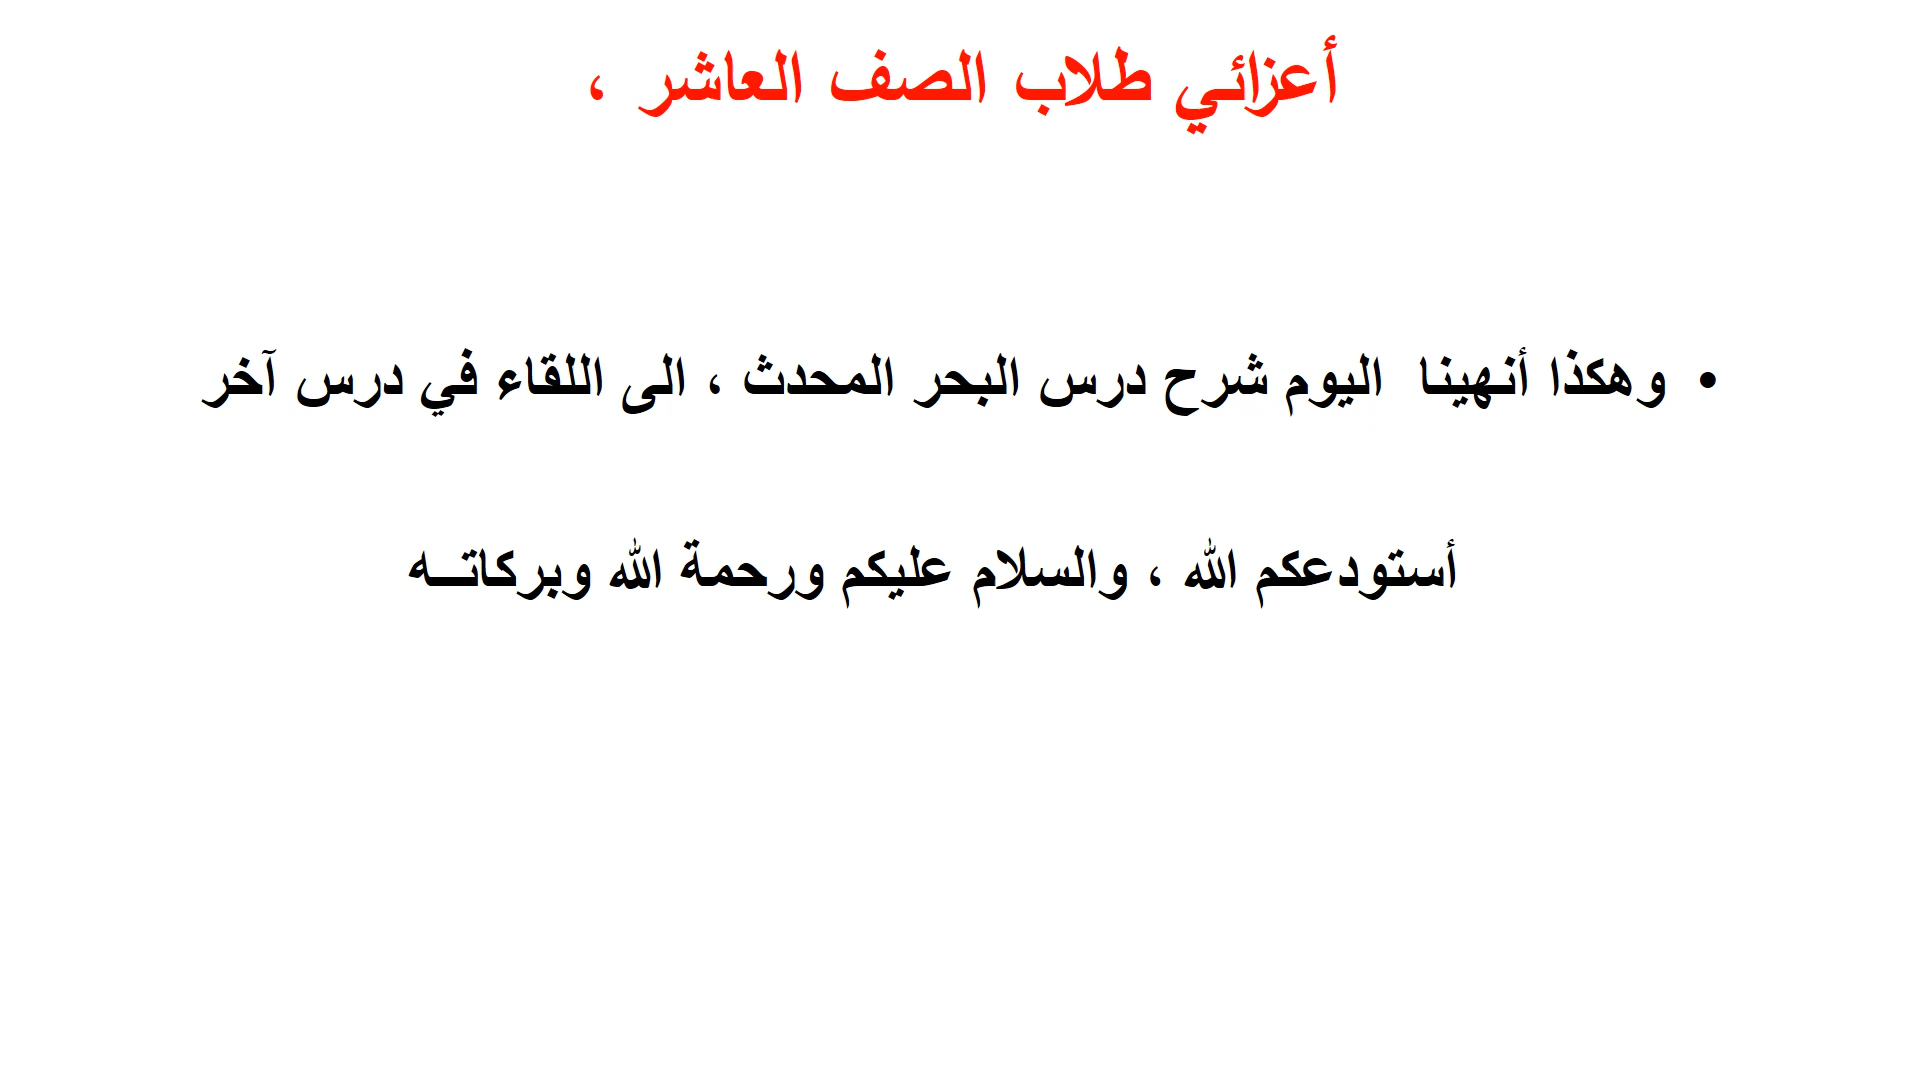 أعزائي طلاب الصف العاشر ،
• وهكذا أنهينا اليوم شرح درس البحر المحدث ، الى اللقاء في درس آخر
أستودعكم الله ، والسلام عليكم ورحمة الله وبركاتـــه